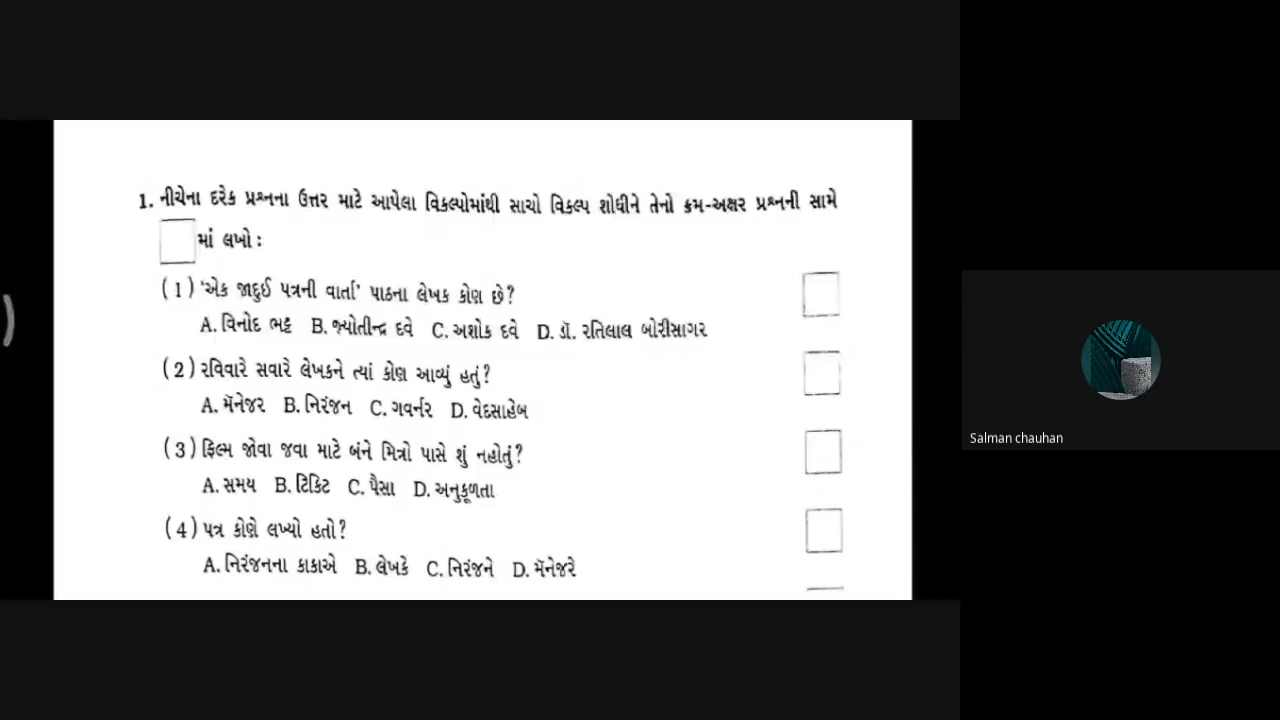 1. નીચેના દરેક પ્રશ્નના ઉત્તર માટે આપેલા વિકલ્પોમાંથી સાચો વિકલ્પ શોધીને તેનો ક્રમ-અક્ષર પ્રશ્નની સામે
માં લખો :
(1) 'એક જાદુઈ પત્રની વાર્તા' પાઠના લેખક કોણ છે?
A. વિનોદ ભટ્ટ B. જ્યોતીન્દ્ર દવે C. અશોક દવે D. ડૉ. રતિલાલ બોરીસાગર
(2) રવિવારે સવારે લેખકને ત્યાં કોણ આવ્યું હતું?
A. મૅનેજર B. નિરંજન C. ગવર્નર D. વેદસાહેબ
(3) ફિલ્મ જોવા જવા માટે બંને મિત્રો પાસે શું નહોતું?
A. સમય B. ટિકિટ C. પૈસા D. અનુકૂળતા
(4) પત્ર કોણે લખ્યો હતો?
A. નિરંજનના કાકાએ B. લેખકે C. નિરંજને D. મૅનેજરે
Salman chauhan